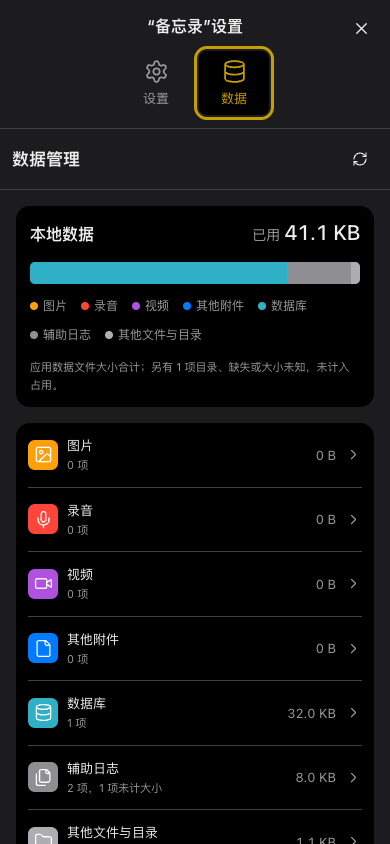 “备忘录”设置
设置
数据
数据管理
本地数据
已用 41.1 KB
图片
录音
视频
其他附件
数据库
辅助日志
其他文件与目录
应用数据文件大小合计；另有 1 项目录、缺失或大小未知，未计入
占用。
图片
0 项
0 B
录音
0 项
0 B
视频
0 项
0 B
其他附件
0 项
0 B
数据库
1 项
32.0 KB
辅助日志
2 项，1 项未计大小
8.0 KB
其他文件与目录
1.1 KB